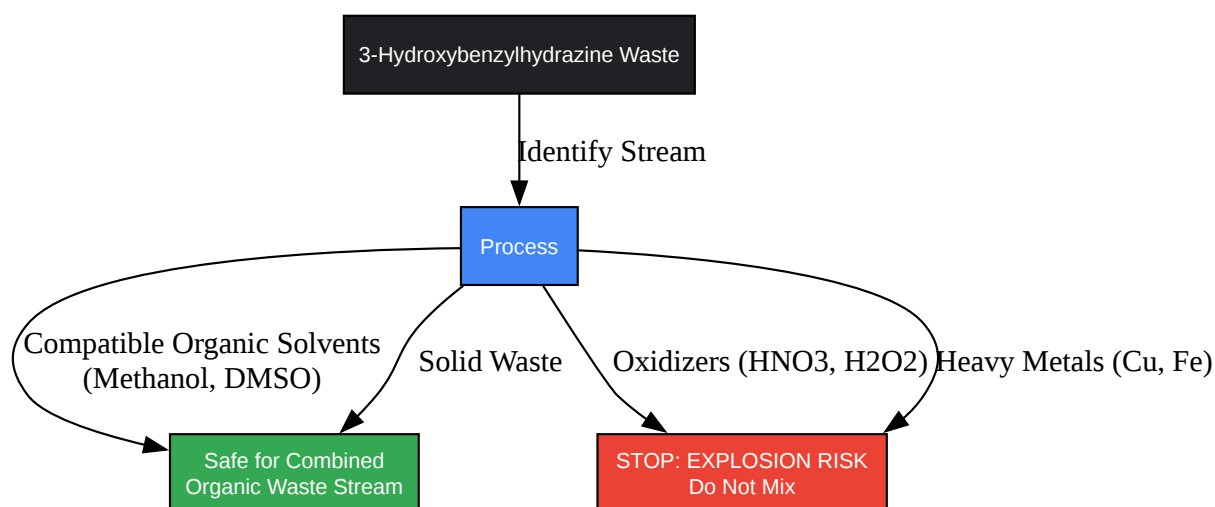 3-Hydroxybenzylhydrazine Waste
Identify Stream
Process
Compatible Organic Solvents
(Methanol, DMSO)
Solid Waste
Oxidizers (HNO3, H2O2)
Heavy Metals (Cu, Fe)
Safe for Combined
Organic Waste Stream
STOP: EXPLOSION RISK
Do Not Mix